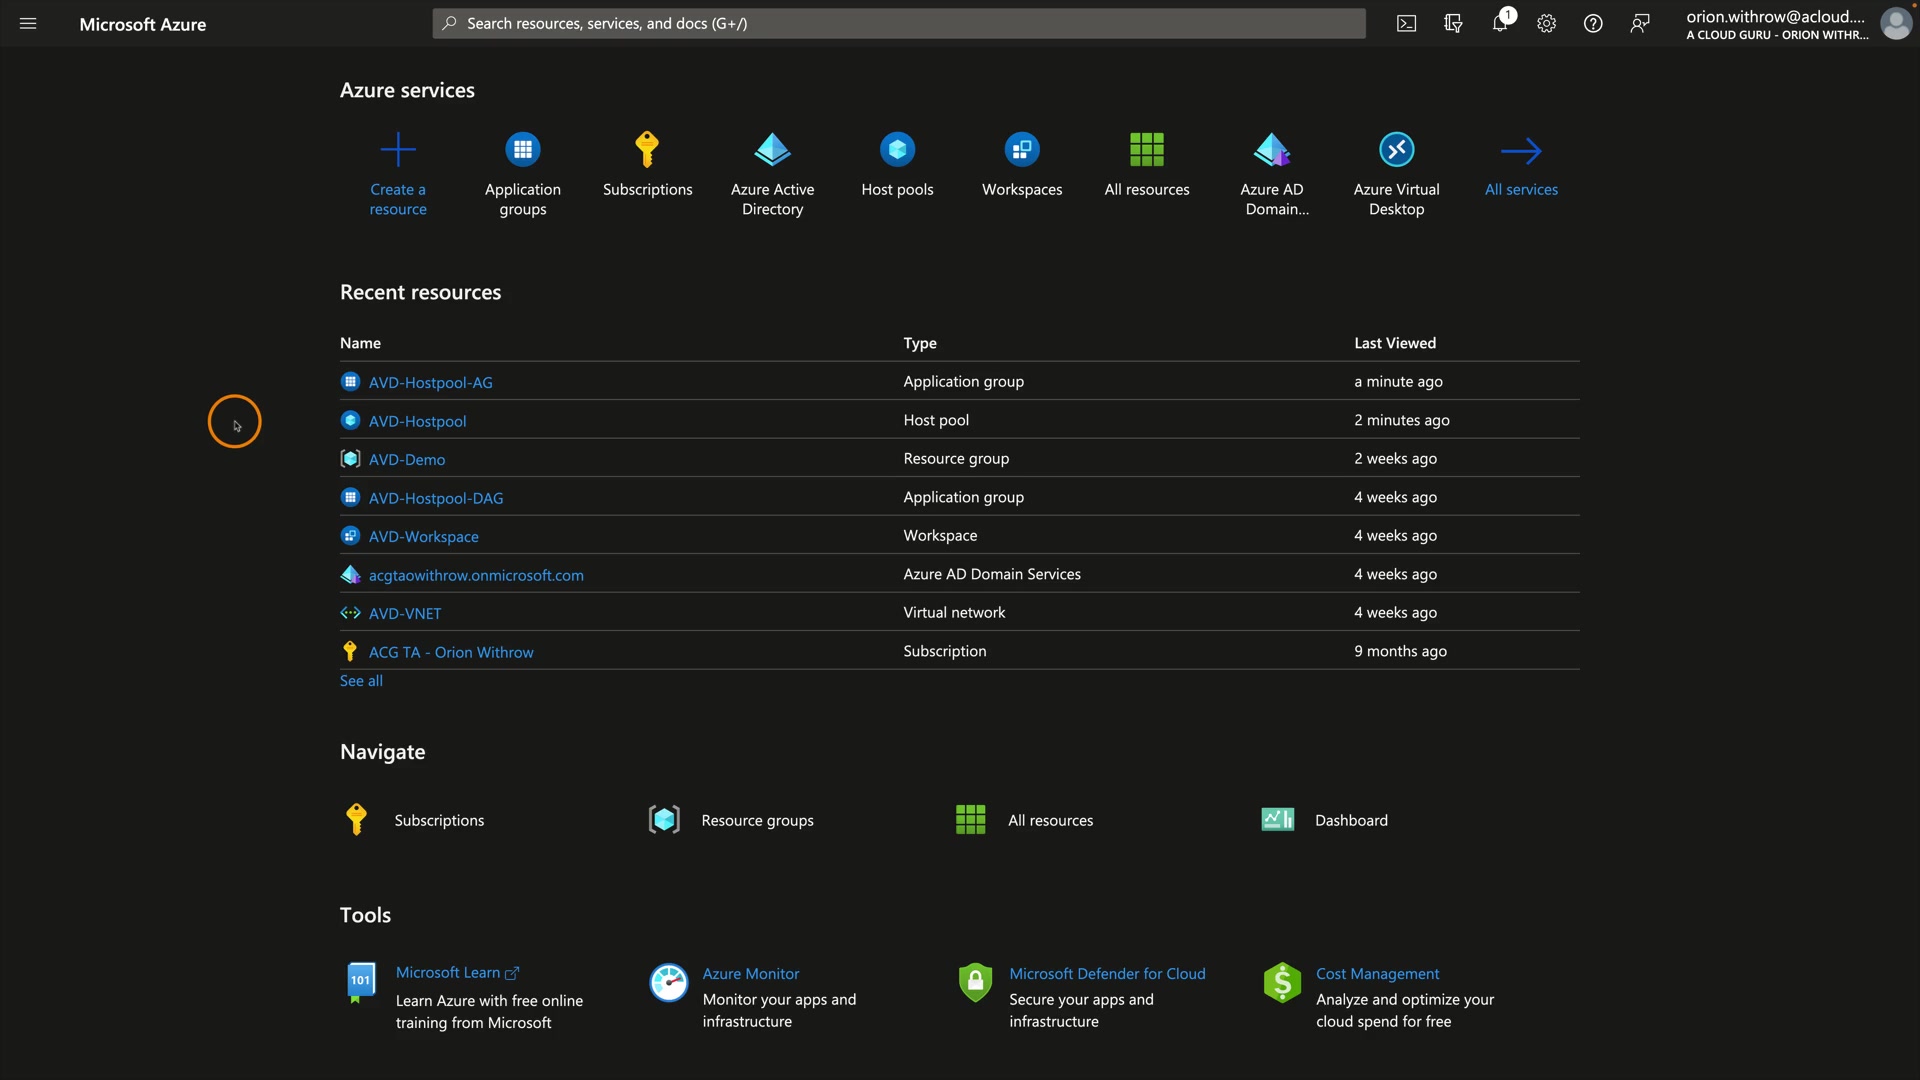 Microsoft Azure
Search resources, services, and docs (G+/)
1
orion.withrow@acloud....
A CLOUD GURU - ORION WITHR...
Azure services
Create a resource
Application groups
Subscriptions
Azure Active Directory
Host pools
Workspaces
All resources
Azure AD Domain...
Azure Virtual Desktop
All services
Recent resources
Name Type Last Viewed
AVD-Hostpool-AG Application group a minute ago
AVD-Hostpool Host pool 2 minutes ago
AVD-Demo Resource group 2 weeks ago
AVD-Hostpool-DAG Application group 4 weeks ago
AVD-Workspace Workspace 4 weeks ago
acgtaowithrow.onmicrosoft.com Azure AD Domain Services 4 weeks ago
AVD-VNET Virtual network 4 weeks ago
ACG TA - Orion Withrow Subscription 9 months ago
See all
Navigate
Subscriptions Resource groups All resources Dashboard
Tools
101
Microsoft Learn
Learn Azure with free online
training from Microsoft
Azure Monitor
Monitor your apps and
infrastructure
Microsoft Defender for Cloud
Secure your apps and
infrastructure
Cost Management
Analyze and optimize your
cloud spend for free